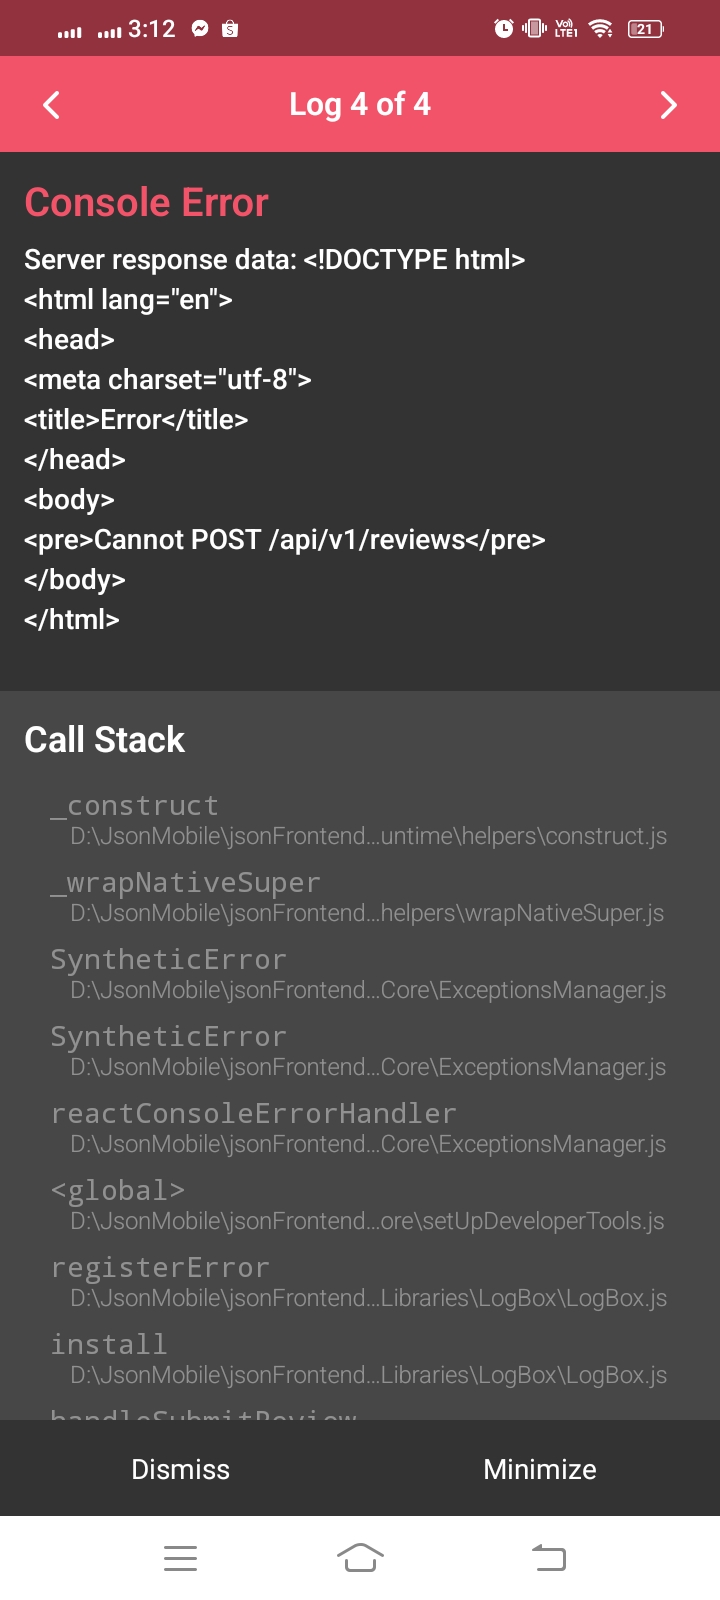 3:12
Vo))
LTE1
21
Log 4 of 4
Console Error
Server response data: <!DOCTYPE html>
<html lang="en">
<head>
<meta charset="utf-8">
<title>Error</title>
</head>
<body>
<pre>Cannot POST /api/v1/reviews</pre>
</body>
</html>
Call Stack
_construct
D:\JsonMobile\jsonFrontend...untime\helpers\construct.js
_wrapNativeSuper
D:\JsonMobile\jsonFrontend...helpers\wrapNativeSuper.js
SyntheticError
D:\JsonMobile\jsonFrontend...Core\ExceptionsManager.js
SyntheticError
D:\JsonMobile\jsonFrontend...Core\ExceptionsManager.js
reactConsoleErrorHandler
D:\JsonMobile\jsonFrontend...Core\ExceptionsManager.js
<global>
D:\JsonMobile\jsonFrontend...ore\setUpDeveloperTools.js
registerError
D:\JsonMobile\jsonFrontend...Libraries\LogBox\LogBox.js
install
D:\JsonMobile\jsonFrontend...Libraries\LogBox\LogBox.js
handleSubmitReview
Dismiss
Minimize